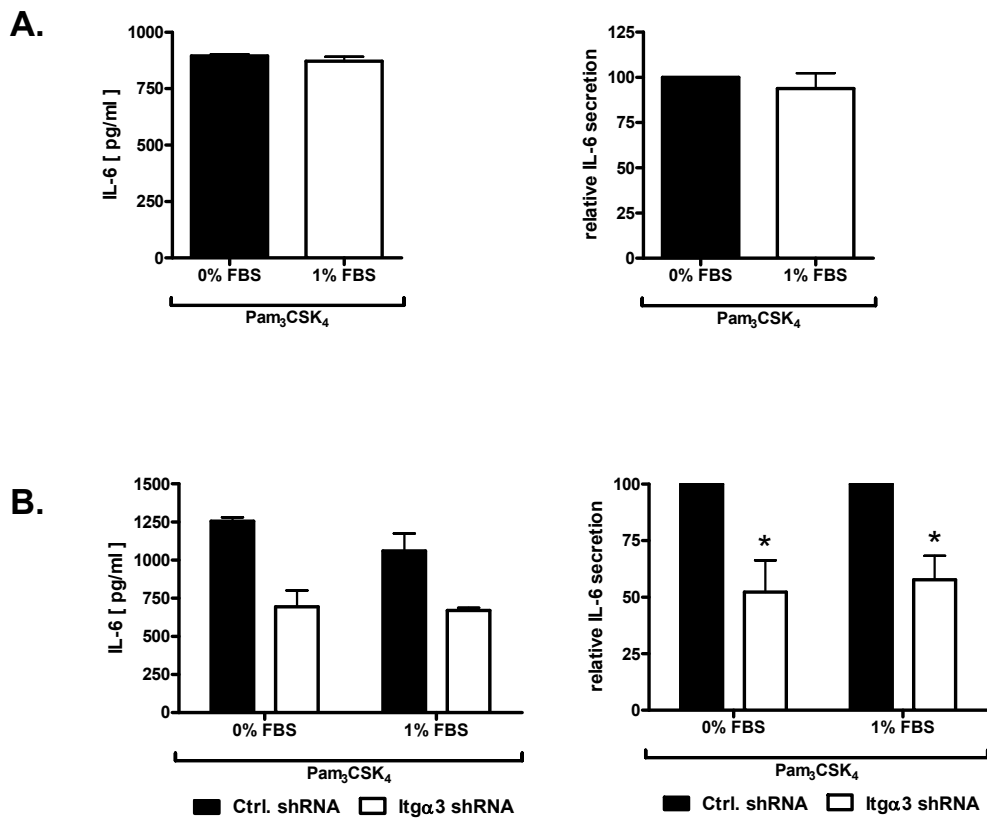 A.
IL-6 [ pg/ml ]
1000
750
500
250
0
0% FBS 1% FBS
Pam₃CSK₄
relative IL-6 secretion
125
100
75
50
25
0
0% FBS 1% FBS
Pam₃CSK₄
B.
IL-6 [ pg/ml ]
1500
1250
1000
750
500
250
0
0% FBS 1% FBS
Pam₃CSK₄
Ctrl. shRNA Itgα3 shRNA
relative IL-6 secretion
100
75
50
25
0
* *
0% FBS 1% FBS
Pam₃CSK₄
Ctrl. shRNA Itgα3 shRNA